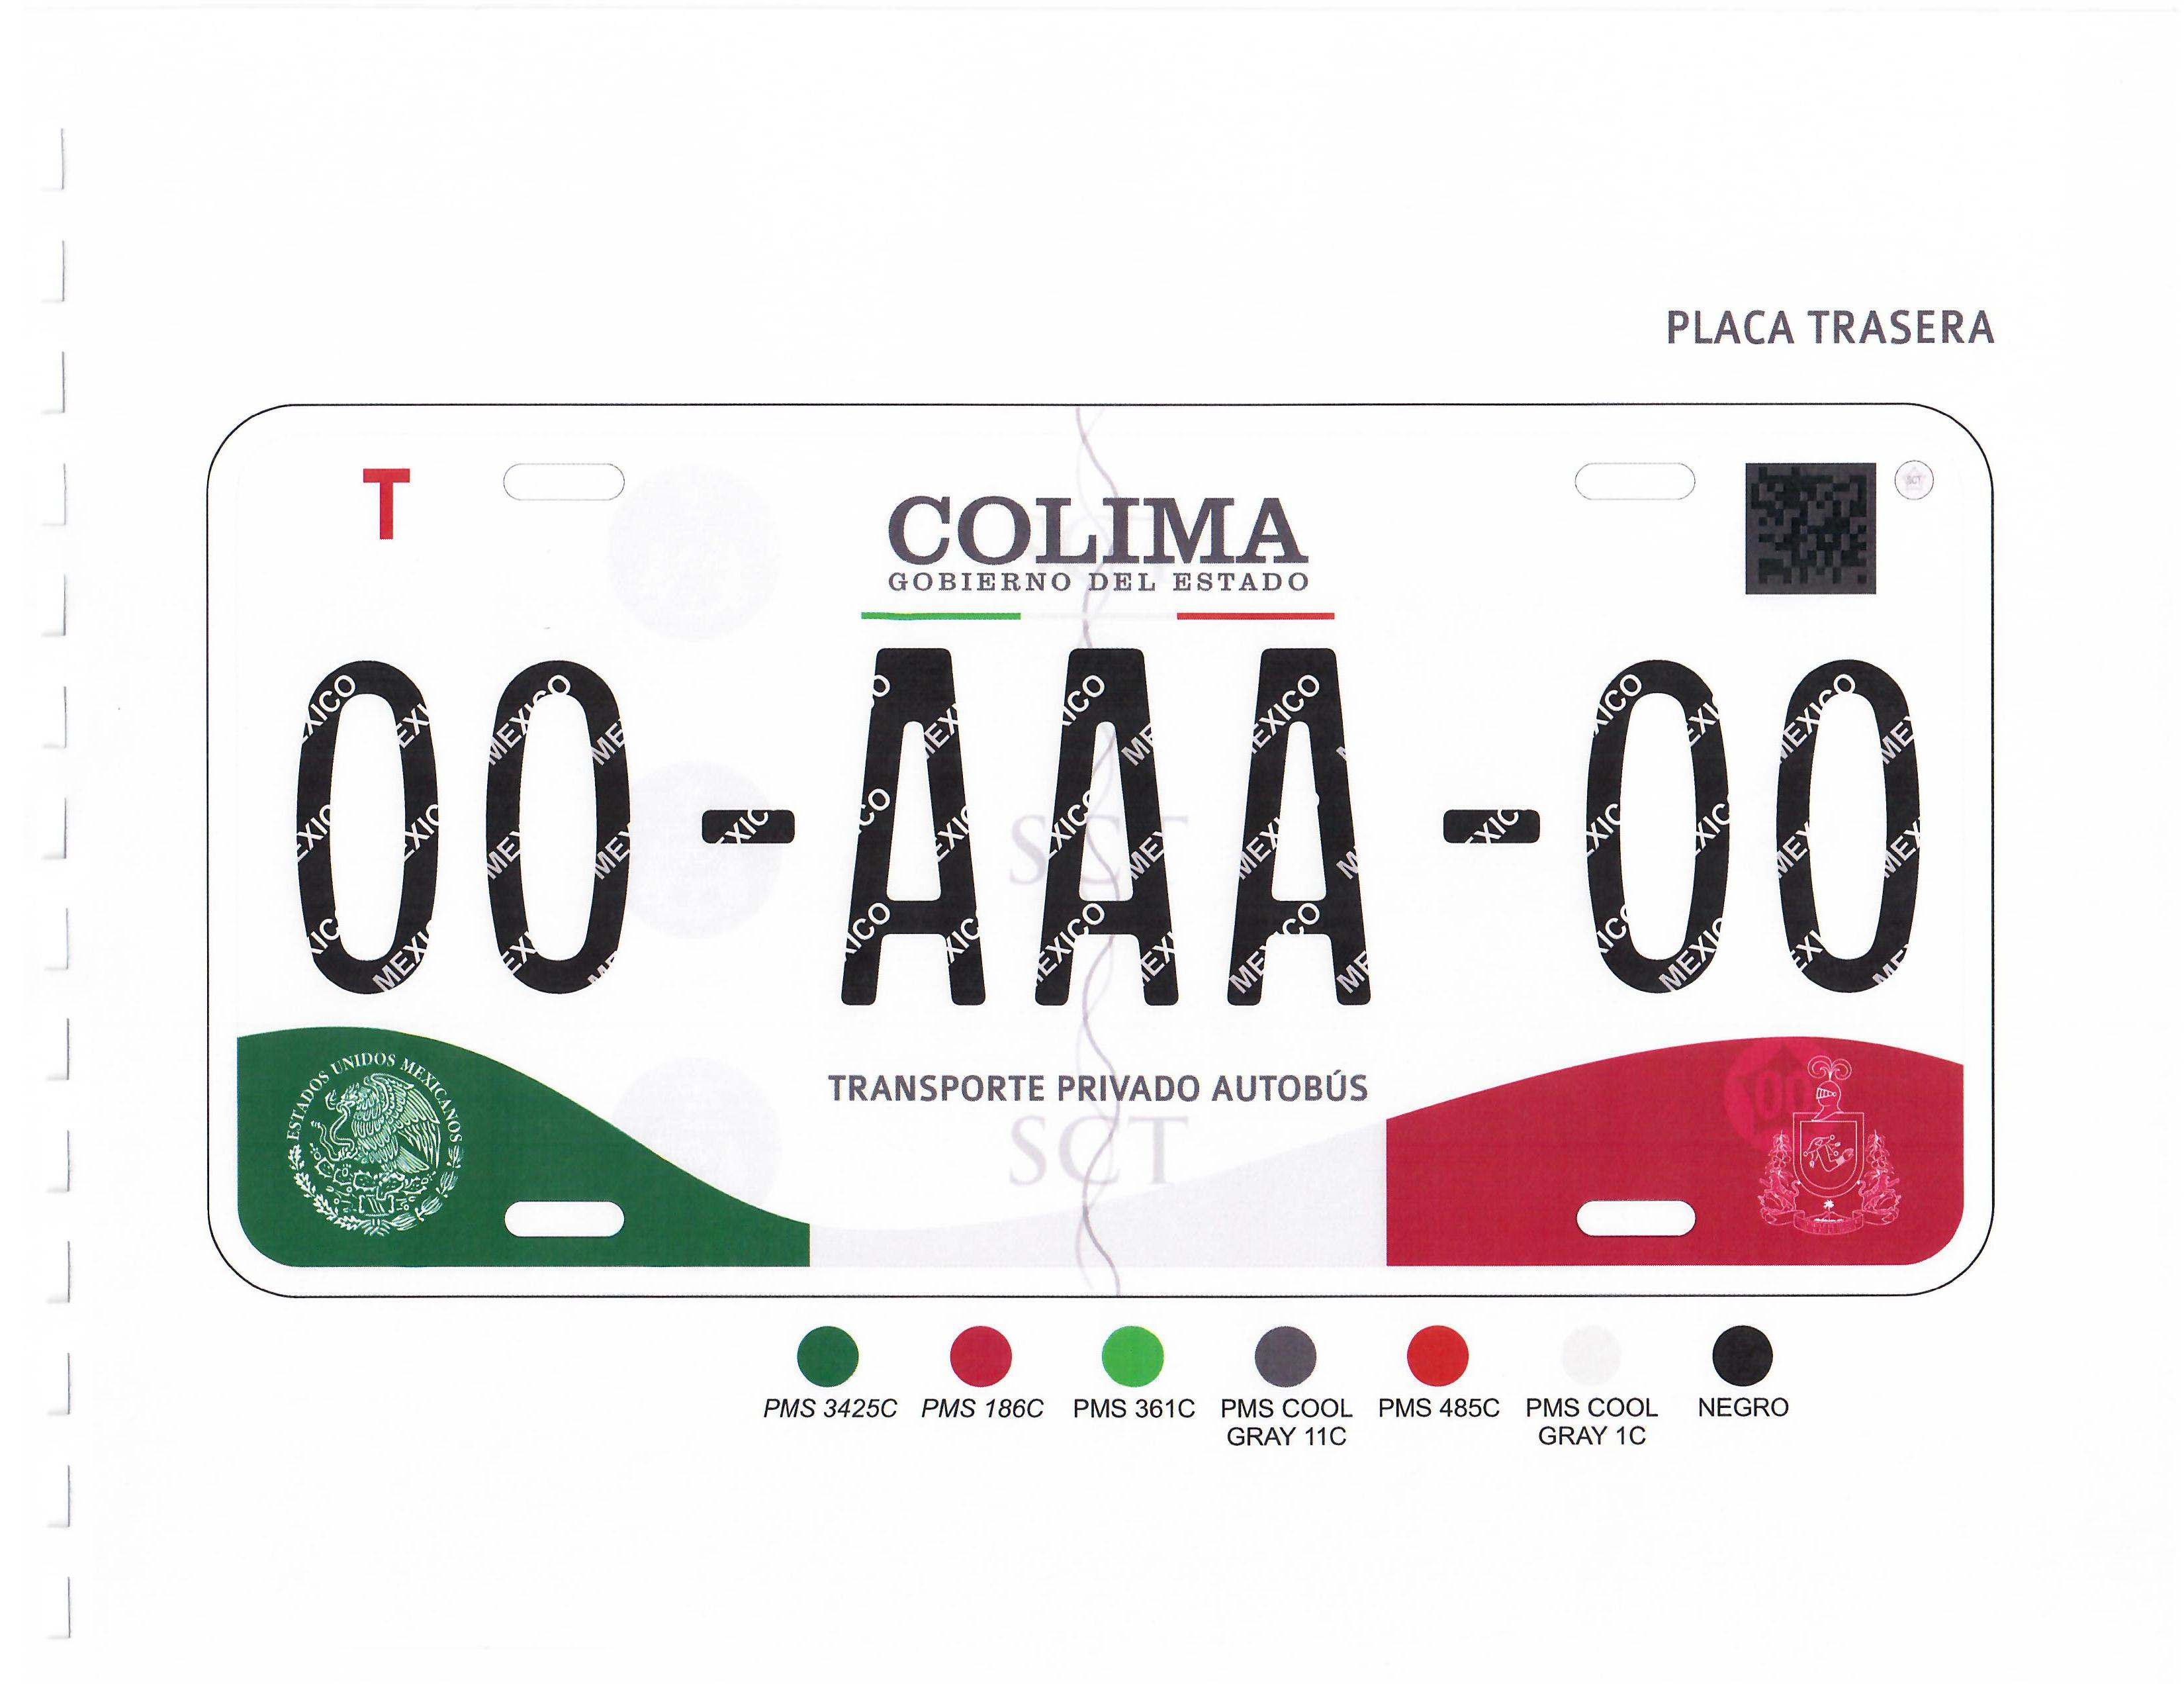 PLACA TRASERA
T
COLIMA
GOBIERNO DEL ESTADO
00-AAA-00
SCT
TRANSPORTE PRIVADO AUTOBÚS
SCT
ESTADOS UNIDOS MEXICANOS
00
PMS 3425C
PMS 186C
PMS 361C
PMS COOL
GRAY 11C
PMS 485C
PMS COOL
GRAY 1C
NEGRO